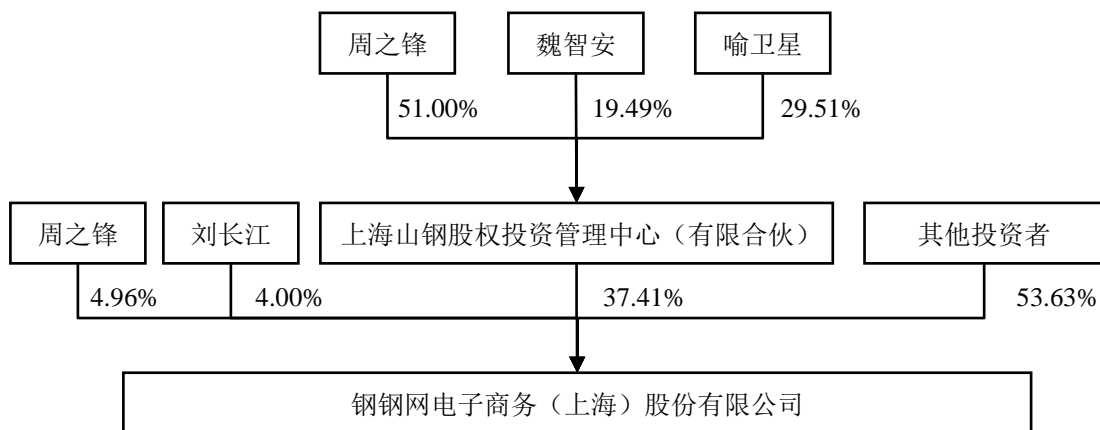 周之锋
魏智安
喻卫星
51.00%
19.49%
29.51%
周之锋
刘长江
上海山钢股权投资管理中心（有限合伙）
其他投资者
4.96%
4.00%
37.41%
53.63%
钢钢网电子商务（上海）股份有限公司